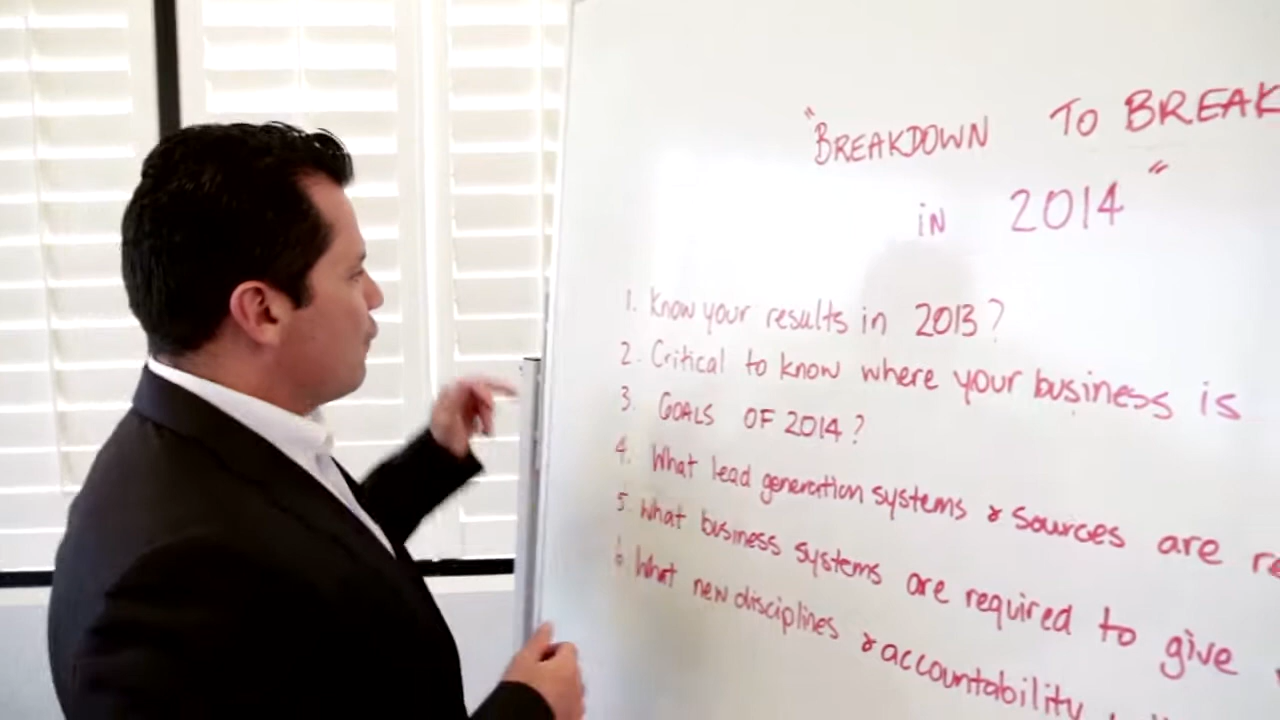 "BREAKDOWN TO BREAK
in 2014"
1. Know your results in 2013?
2. Critical to know where your business is
3. GOALS OF 2014?
4. What lead generation systems & sources are re
5. What business systems are required to give
6 What new disciplines & accountability